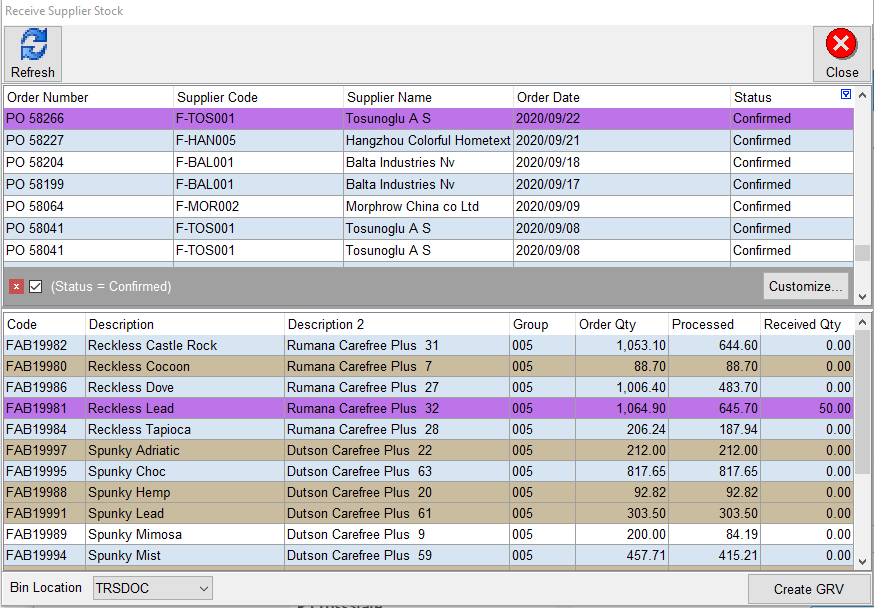 Receive Supplier Stock
Refresh Close
Order Number Supplier Code Supplier Name Order Date Status
PO 58266 F-TOS001 Tosunoglu A S 2020/09/22 Confirmed
PO 58227 F-HAN005 Hangzhou Colorful Hometext 2020/09/21 Confirmed
PO 58204 F-BAL001 Balta Industries Nv 2020/09/18 Confirmed
PO 58199 F-BAL001 Balta Industries Nv 2020/09/17 Confirmed
PO 58064 F-MOR002 Morphrow China co Ltd 2020/09/09 Confirmed
PO 58041 F-TOS001 Tosunoglu A S 2020/09/08 Confirmed
PO 58041 F-TOS001 Tosunoglu A S 2020/09/08 Confirmed
(Status = Confirmed) Customize...
Code Description Description 2 Group Order Qty Processed Received Qty
FAB19982 Reckless Castle Rock Rumana Carefree Plus 31 005 1,053.10 644.60 0.00
FAB19980 Reckless Cocoon Rumana Carefree Plus 7 005 88.70 88.70 0.00
FAB19986 Reckless Dove Rumana Carefree Plus 27 005 1,006.40 483.70 0.00
FAB19981 Reckless Lead Rumana Carefree Plus 32 005 1,064.90 645.70 50.00
FAB19984 Reckless Tapioca Rumana Carefree Plus 28 005 206.24 187.94 0.00
FAB19997 Spunky Adriatic Dutson Carefree Plus 22 005 212.00 212.00 0.00
FAB19995 Spunky Choc Dutson Carefree Plus 63 005 817.65 817.65 0.00
FAB19988 Spunky Hemp Dutson Carefree Plus 20 005 92.82 92.82 0.00
FAB19991 Spunky Lead Dutson Carefree Plus 61 005 303.50 303.50 0.00
FAB19989 Spunky Mimosa Dutson Carefree Plus 9 005 200.00 84.19 0.00
FAB19994 Spunky Mist Dutson Carefree Plus 59 005 457.71 415.21 0.00
Bin Location TRSDOC Create GRV